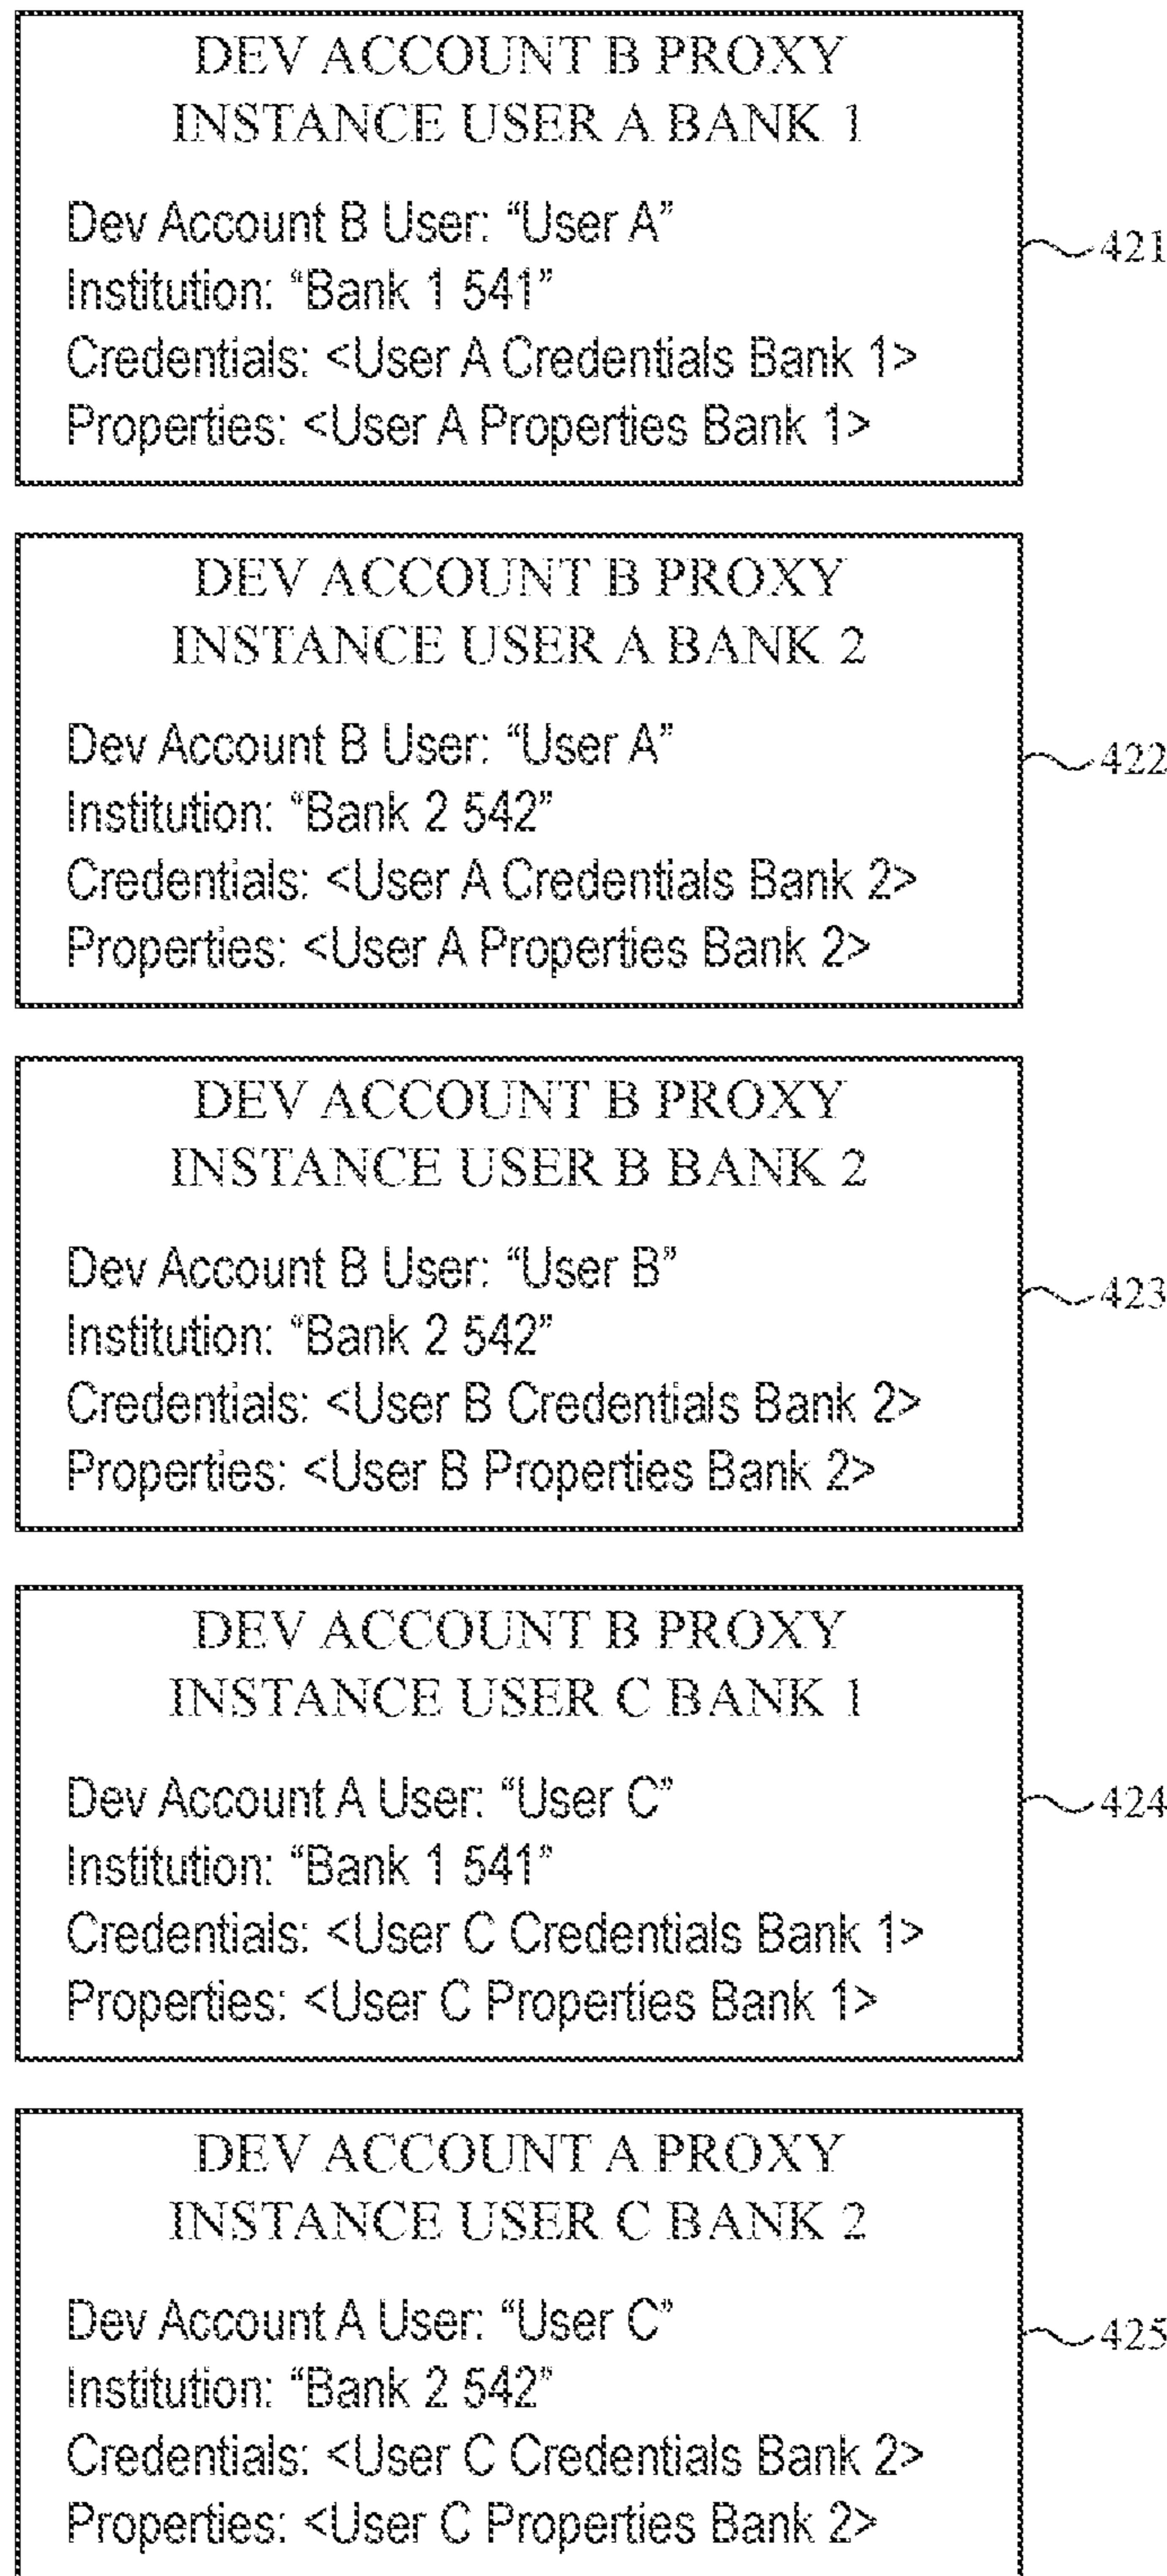 DEV ACCOUNT B PROXY
INSTANCE USER A BANK 1
Dev Account B User: “User A”
Institution: “Bank 1 541”
Credentials: <User A Credentials Bank 1>
Properties: <User A Properties Bank 1>
421
DEV ACCOUNT B PROXY
INSTANCE USER A BANK 2
Dev Account B User: “User A”
Institution: “Bank 2 542”
Credentials: <User A Credentials Bank 2>
Properties: <User A Properties Bank 2>
422
DEV ACCOUNT B PROXY
INSTANCE USER B BANK 2
Dev Account B User: “User B”
Institution: “Bank 2 542”
Credentials: <User B Credentials Bank 2>
Properties: <User B Properties Bank 2>
423
DEV ACCOUNT B PROXY
INSTANCE USER C BANK 1
Dev Account A User: “User C”
Institution: “Bank 1 541”
Credentials: <User C Credentials Bank 1>
Properties: <User C Properties Bank 1>
424
DEV ACCOUNT A PROXY
INSTANCE USER C BANK 2
Dev Account A User: “User C”
Institution: “Bank 2 542”
Credentials: <User C Credentials Bank 2>
Properties: <User C Properties Bank 2>
425